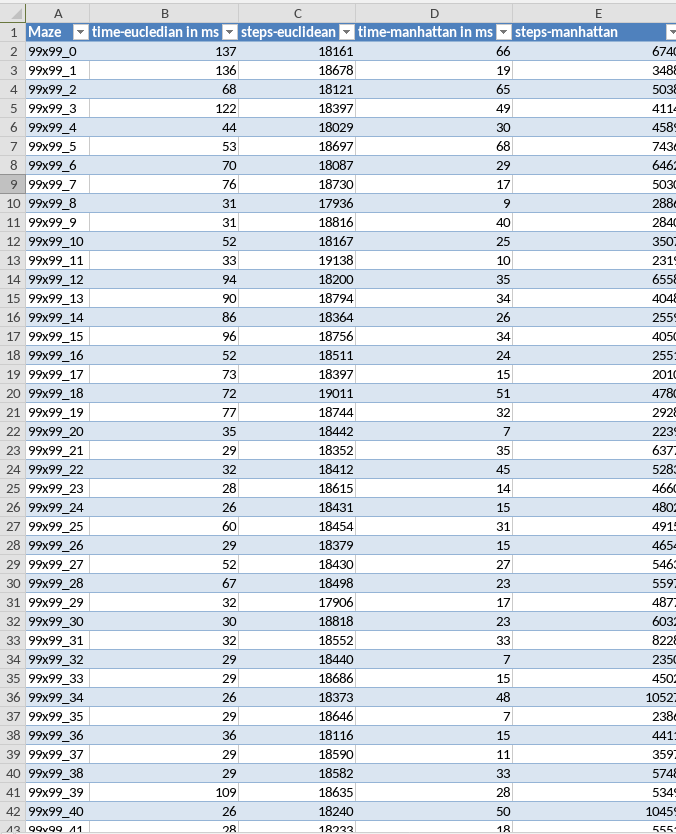 A B C D E
1 Maze time-eucledian in ms steps-euclidean time-manhattan in ms steps-manhattan
2 99x99_0 137 18161 66 6740
3 99x99_1 136 18678 19 3488
4 99x99_2 68 18121 65 5038
5 99x99_3 122 18397 49 4114
6 99x99_4 44 18029 30 4589
7 99x99_5 53 18697 68 7436
8 99x99_6 70 18087 29 6462
9 99x99_7 76 18730 17 5030
10 99x99_8 31 17936 9 2886
11 99x99_9 31 18816 40 2840
12 99x99_10 52 18167 25 3507
13 99x99_11 33 19138 10 2319
14 99x99_12 94 18200 35 6558
15 99x99_13 90 18794 34 4048
16 99x99_14 86 18364 26 2559
17 99x99_15 96 18756 34 4050
18 99x99_16 52 18511 24 2551
19 99x99_17 73 18397 15 2010
20 99x99_18 72 19011 51 4780
21 99x99_19 77 18744 32 2928
22 99x99_20 35 18442 7 2239
23 99x99_21 29 18352 35 6377
24 99x99_22 32 18412 45 5283
25 99x99_23 28 18615 14 4660
26 99x99_24 26 18431 15 4802
27 99x99_25 60 18454 31 4915
28 99x99_26 29 18379 15 4654
29 99x99_27 52 18430 27 5463
30 99x99_28 67 18498 23 5597
31 99x99_29 32 17906 17 4877
32 99x99_30 30 18818 23 6032
33 99x99_31 32 18552 33 8228
34 99x99_32 29 18440 7 2350
35 99x99_33 29 18686 15 4502
36 99x99_34 26 18373 48 10527
37 99x99_35 29 18646 7 2386
38 99x99_36 36 18116 15 4411
39 99x99_37 29 18590 11 3597
40 99x99_38 29 18582 33 5748
41 99x99_39 109 18635 28 5349
42 99x99_40 26 18240 50 10459
43 99x99_41 28 18233 18